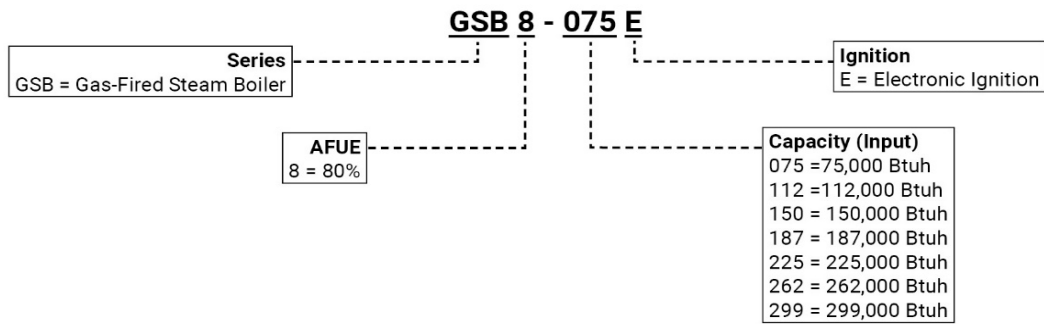 GSB 8 - 075 E
Series
GSB = Gas-Fired Steam Boiler
Ignition
E = Electronic Ignition
AFUE
8 = 80%
Capacity (Input)
075 =75,000 Btuh
112 =112,000 Btuh
150 = 150,000 Btuh
187 = 187,000 Btuh
225 = 225,000 Btuh
262 = 262,000 Btuh
299 = 299,000 Btuh